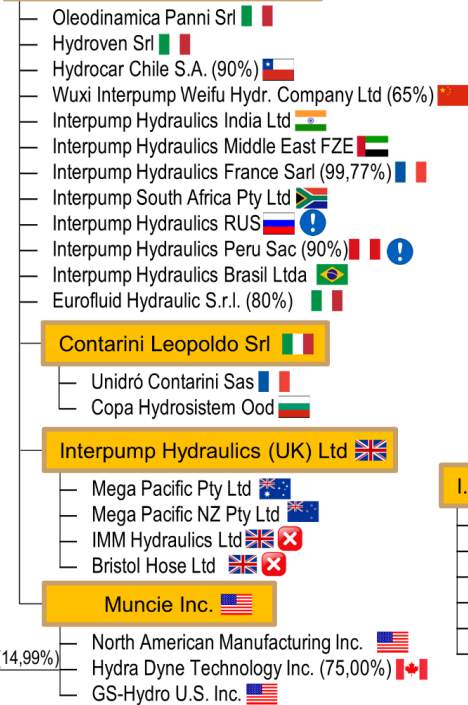 Oleodinamica Panni Srl
Hydroven Srl
Hydrocar Chile S.A. (90%)
Wuxi Interpump Weifu Hydr. Company Ltd (65%)
Interpump Hydraulics India Ltd
Interpump Hydraulics Middle East FZE
Interpump Hydraulics France Sarl (99,77%)
Interpump South Africa Pty Ltd
Interpump Hydraulics RUS
Interpump Hydraulics Peru Sac (90%)
Interpump Hydraulics Brasil Ltda
Eurofluid Hydraulic S.r.l. (80%)
Contarini Leopoldo Srl
Unidró Contarini Sas
Copa Hydrosistem Ood
Interpump Hydraulics (UK) Ltd
Mega Pacific Pty Ltd
Mega Pacific NZ Pty Ltd
I.
IMM Hydraulics Ltd
Bristol Hose Ltd
Muncie Inc.
North American Manufacturing Inc.
(14,99%)
Hydra Dyne Technology Inc. (75,00%)
GS-Hydro U.S. Inc.